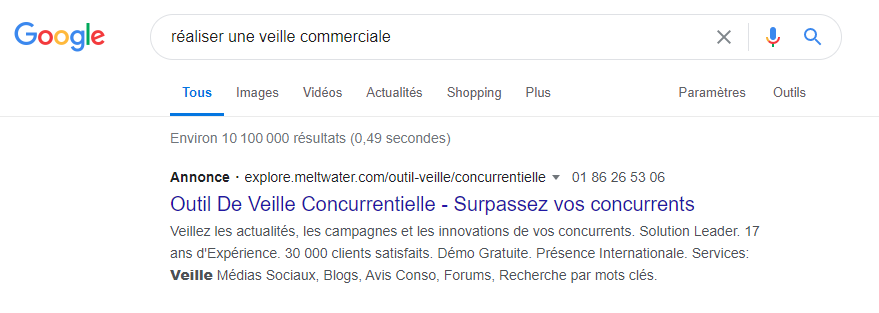 Google
réaliser une veille commerciale
Tous Images Vidéos Actualités Shopping Plus Paramètres Outils
Environ 10 100 000 résultats (0,49 secondes)
Annonce · explore.meltwater.com/outil-veille/concurrentielle 01 86 26 53 06
Outil De Veille Concurrentielle - Surpassez vos concurrents
Veillez les actualités, les campagnes et les innovations de vos concurrents. Solution Leader. 17
ans d'Expérience. 30 000 clients satisfaits. Démo Gratuite. Présence Internationale. Services:
Veille Médias Sociaux, Blogs, Avis Conso, Forums, Recherche par mots clés.